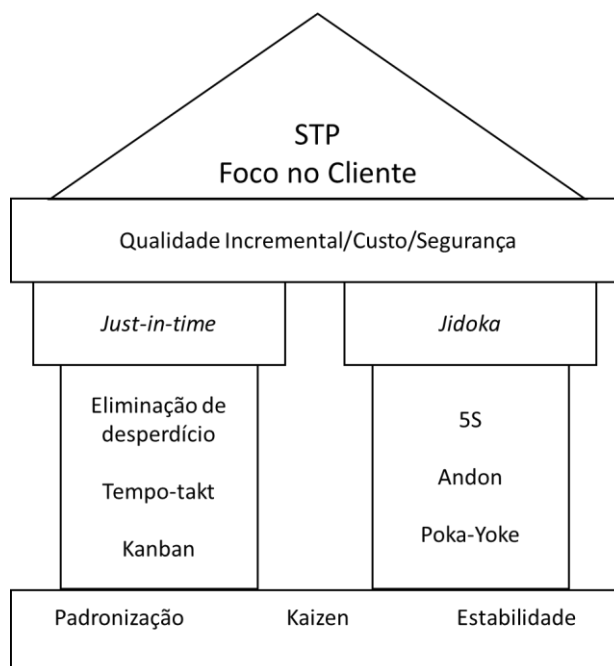 STP
Foco no Cliente
Qualidade Incremental/Custo/Segurança
Just-in-time
Jidoka
Eliminação de
desperdício
Tempo-takt
Kanban
5S
Andon
Poka-Yoke
Padronização Kaizen Estabilidade